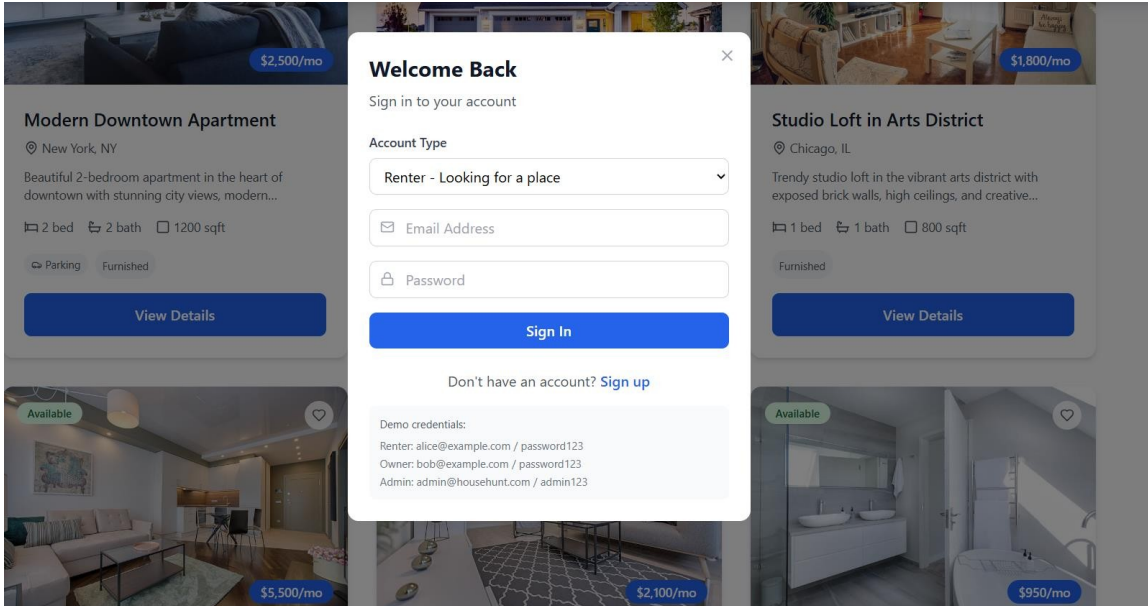 $2,500/mo
$1,800/mo
Modern Downtown Apartment
New York, NY
Beautiful 2-bedroom apartment in the heart of
downtown with stunning city views, modern...
2 bed 2 bath 1200 sqft
Parking Furnished
View Details
Welcome Back
Sign in to your account
Account Type
Renter - Looking for a place
Email Address
Password
Sign In
Don't have an account? Sign up
Demo credentials:
Renter: alice@example.com / password123
Owner: bob@example.com / password123
Admin: admin@househunt.com / admin123
Studio Loft in Arts District
Chicago, IL
Trendy studio loft in the vibrant arts district with
exposed brick walls, high ceilings, and creative...
1 bed 1 bath 800 sqft
Furnished
View Details
Available
Available
$5,500/mo
$2,100/mo
$950/mo